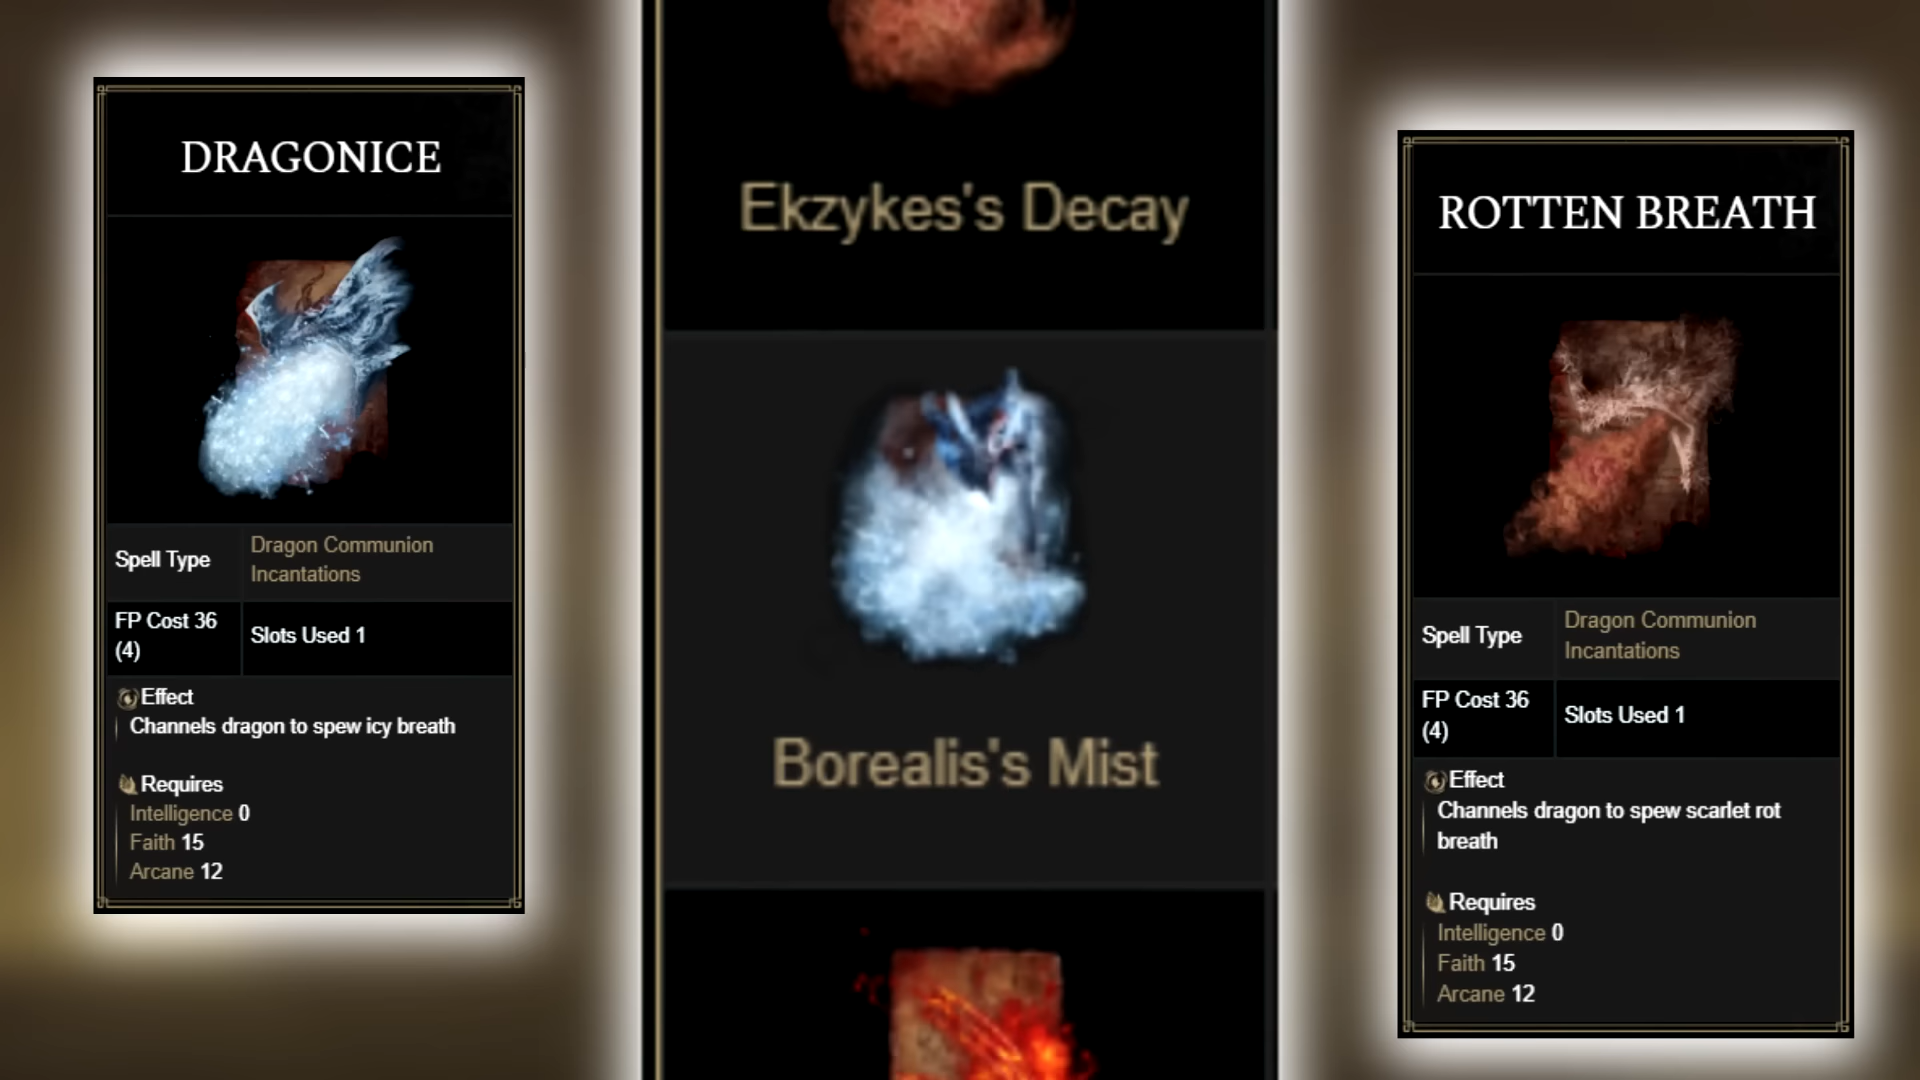 DRAGONICE
Spell Type
Dragon Communion
Incantations
FP Cost 36
(4)
Slots Used 1
Effect
Channels dragon to spew icy breath
Requires
Intelligence 0
Faith 15
Arcane 12
Ekzykes's Decay
Borealis's Mist
ROTTEN BREATH
Spell Type
Dragon Communion
Incantations
FP Cost 36
(4)
Slots Used 1
Effect
Channels dragon to spew scarlet rot
breath
Requires
Intelligence 0
Faith 15
Arcane 12